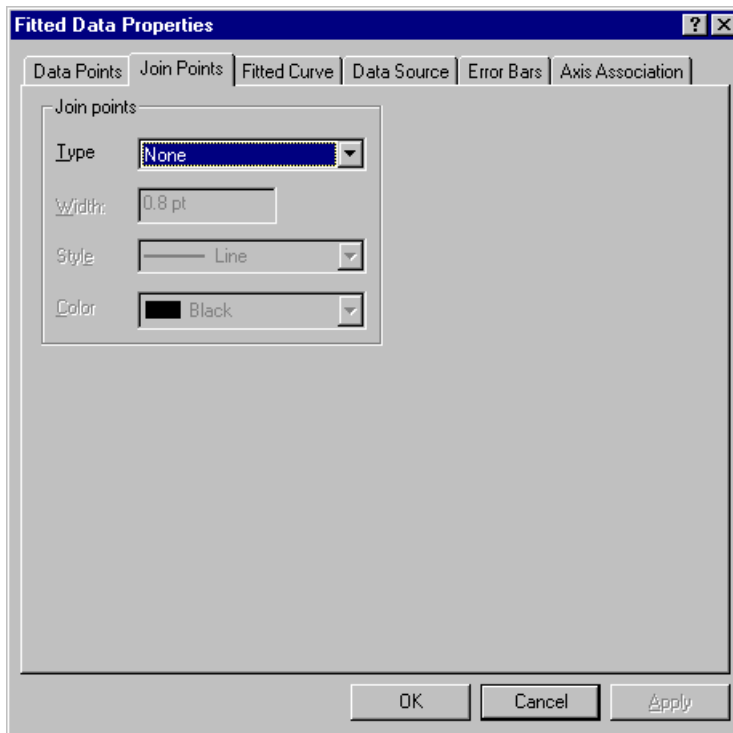 Fitted Data Properties
Data Points Join Points Fitted Curve Data Source Error Bars Axis Association
Join points
Type None
Width: 0.8 pt
Style Line
Color Black
OK Cancel Apply